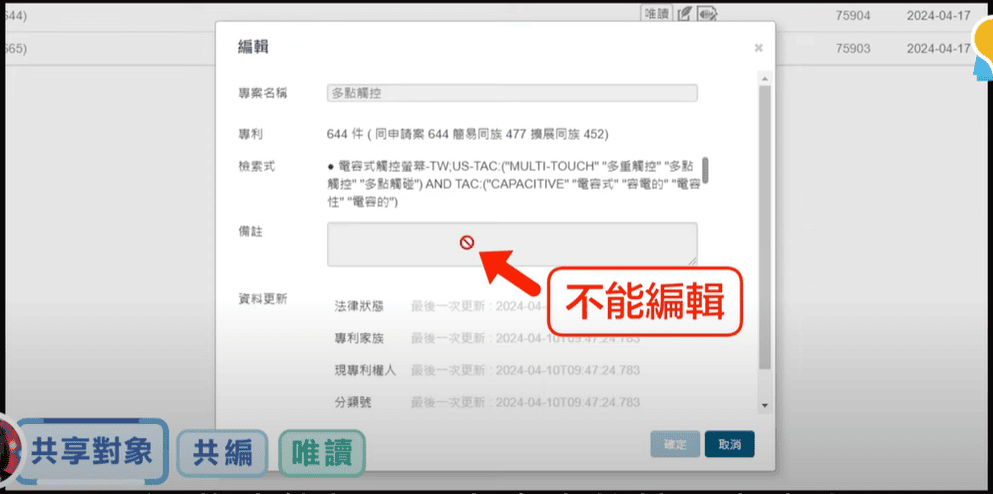 644)
唯讀
75904
2024-04-17
565)
75903
2024-04-17
編輯
×
專案名稱
多點觸控
專利
644 件 ( 同申請案 644 簡易同族 477 擴展同族 452)
檢索式
● 電容式觸控螢幕-TW;US-TAC:("MULTI-TOUCH" "多重觸控" "多點
觸控" "多點觸碰") AND TAC:("CAPACITIVE" "電容式" "容電的" "電容
性" "電容的")
備註
不能編輯
資料更新
法律狀態
最後一次更新 : 2024-04-
專利家族
最後一次更新 : 2024-04-10T09:47:24.783
現專利權人
最後一次更新 : 2024-04-10T09:47:24.783
分類號
最後一次更新 : 2024-04-10T09:47:24.783
確定
取消
共享對象
共編
唯讀